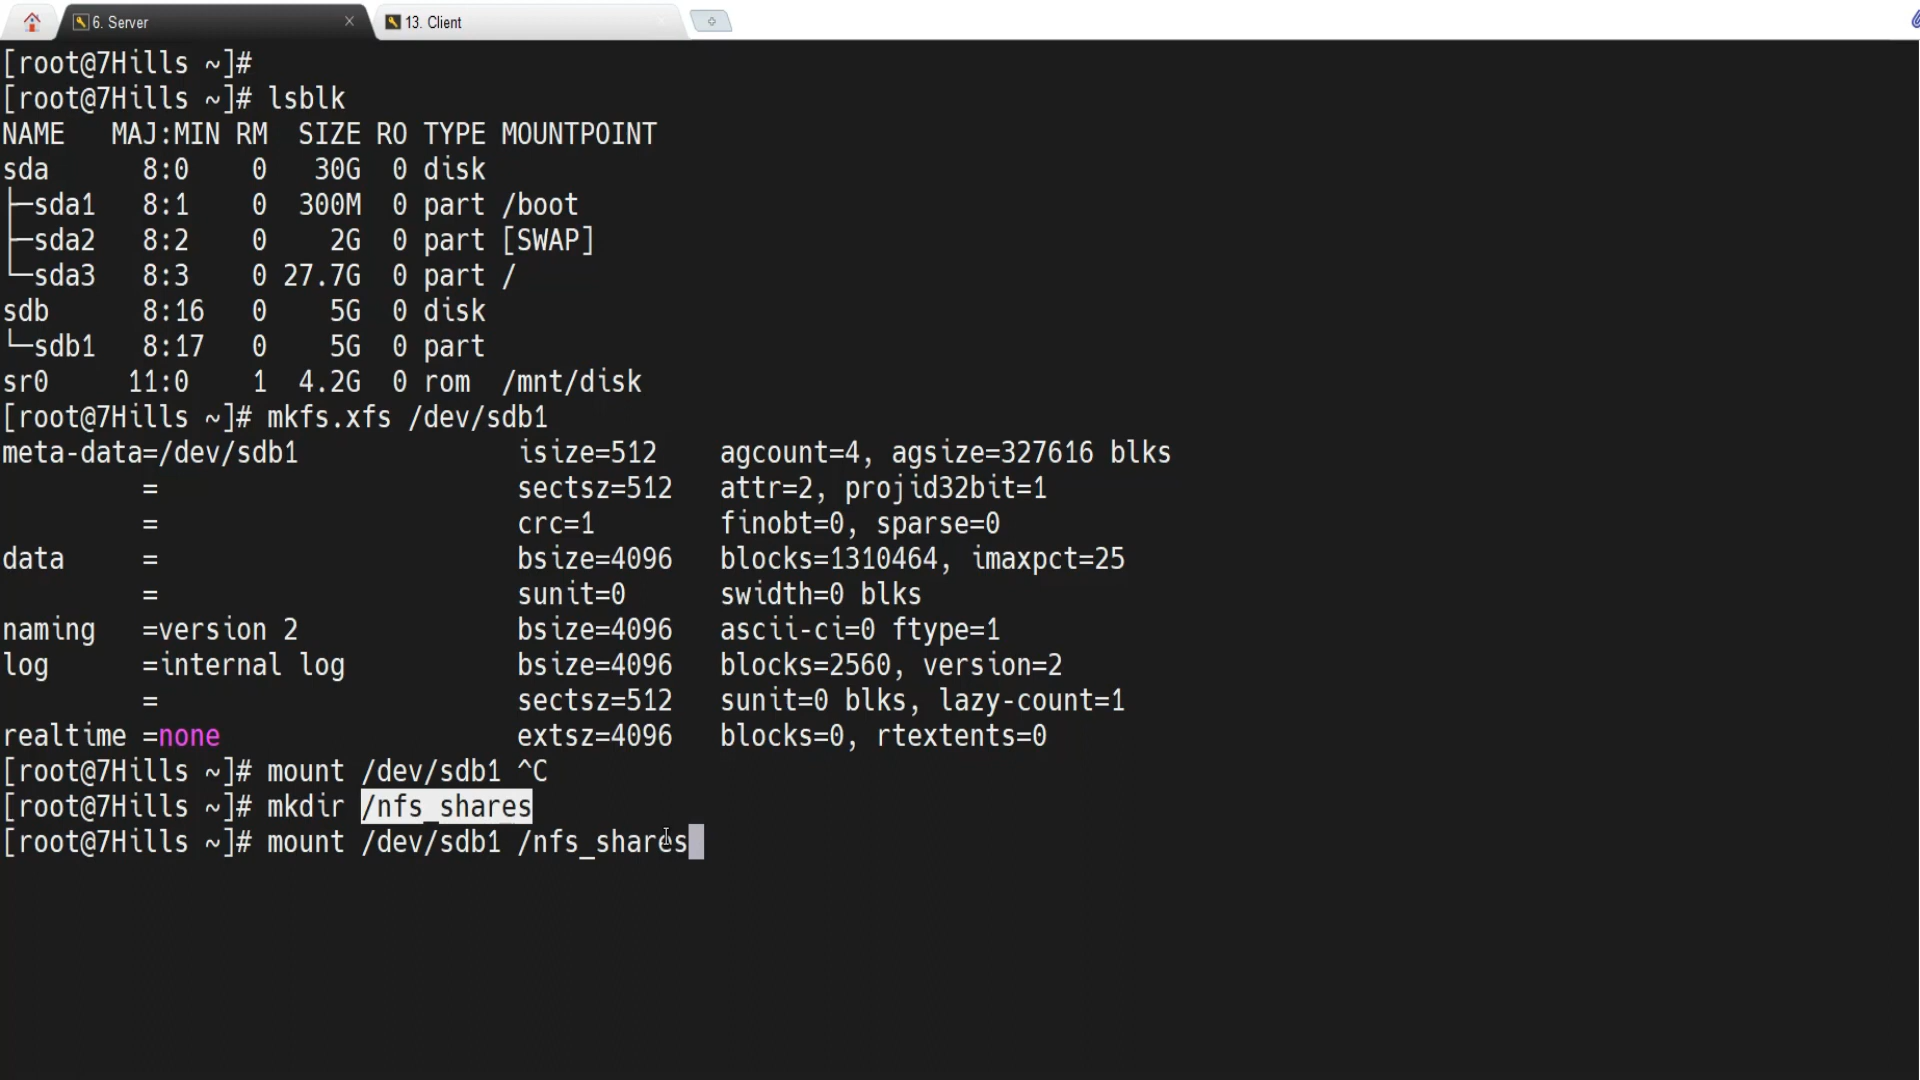 6. Server
13. Client
[root@7Hills ~]#
[root@7Hills ~]# lsblk
NAME   MAJ:MIN RM  SIZE RO TYPE MOUNTPOINT
sda      8:0    0   30G  0 disk
├─sda1   8:1    0  300M  0 part /boot
├─sda2   8:2    0    2G  0 part [SWAP]
└─sda3   8:3    0 27.7G  0 part /
sdb      8:16   0    5G  0 disk
└─sdb1   8:17   0    5G  0 part
sr0     11:0    1  4.2G  0 rom  /mnt/disk
[root@7Hills ~]# mkfs.xfs /dev/sdb1
meta-data=/dev/sdb1              isize=512    agcount=4, agsize=327616 blks
         =                       sectsz=512   attr=2, projid32bit=1
         =                       crc=1        finobt=0, sparse=0
data     =                       bsize=4096   blocks=1310464, imaxpct=25
         =                       sunit=0      swidth=0 blks
naming   =version 2              bsize=4096   ascii-ci=0 ftype=1
log      =internal log           bsize=4096   blocks=2560, version=2
         =                       sectsz=512   sunit=0 blks, lazy-count=1
realtime =none                   extsz=4096   blocks=0, rtextents=0
[root@7Hills ~]# mount /dev/sdb1 ^C
[root@7Hills ~]# mkdir /nfs_shares
[root@7Hills ~]# mount /dev/sdb1 /nfs_shares